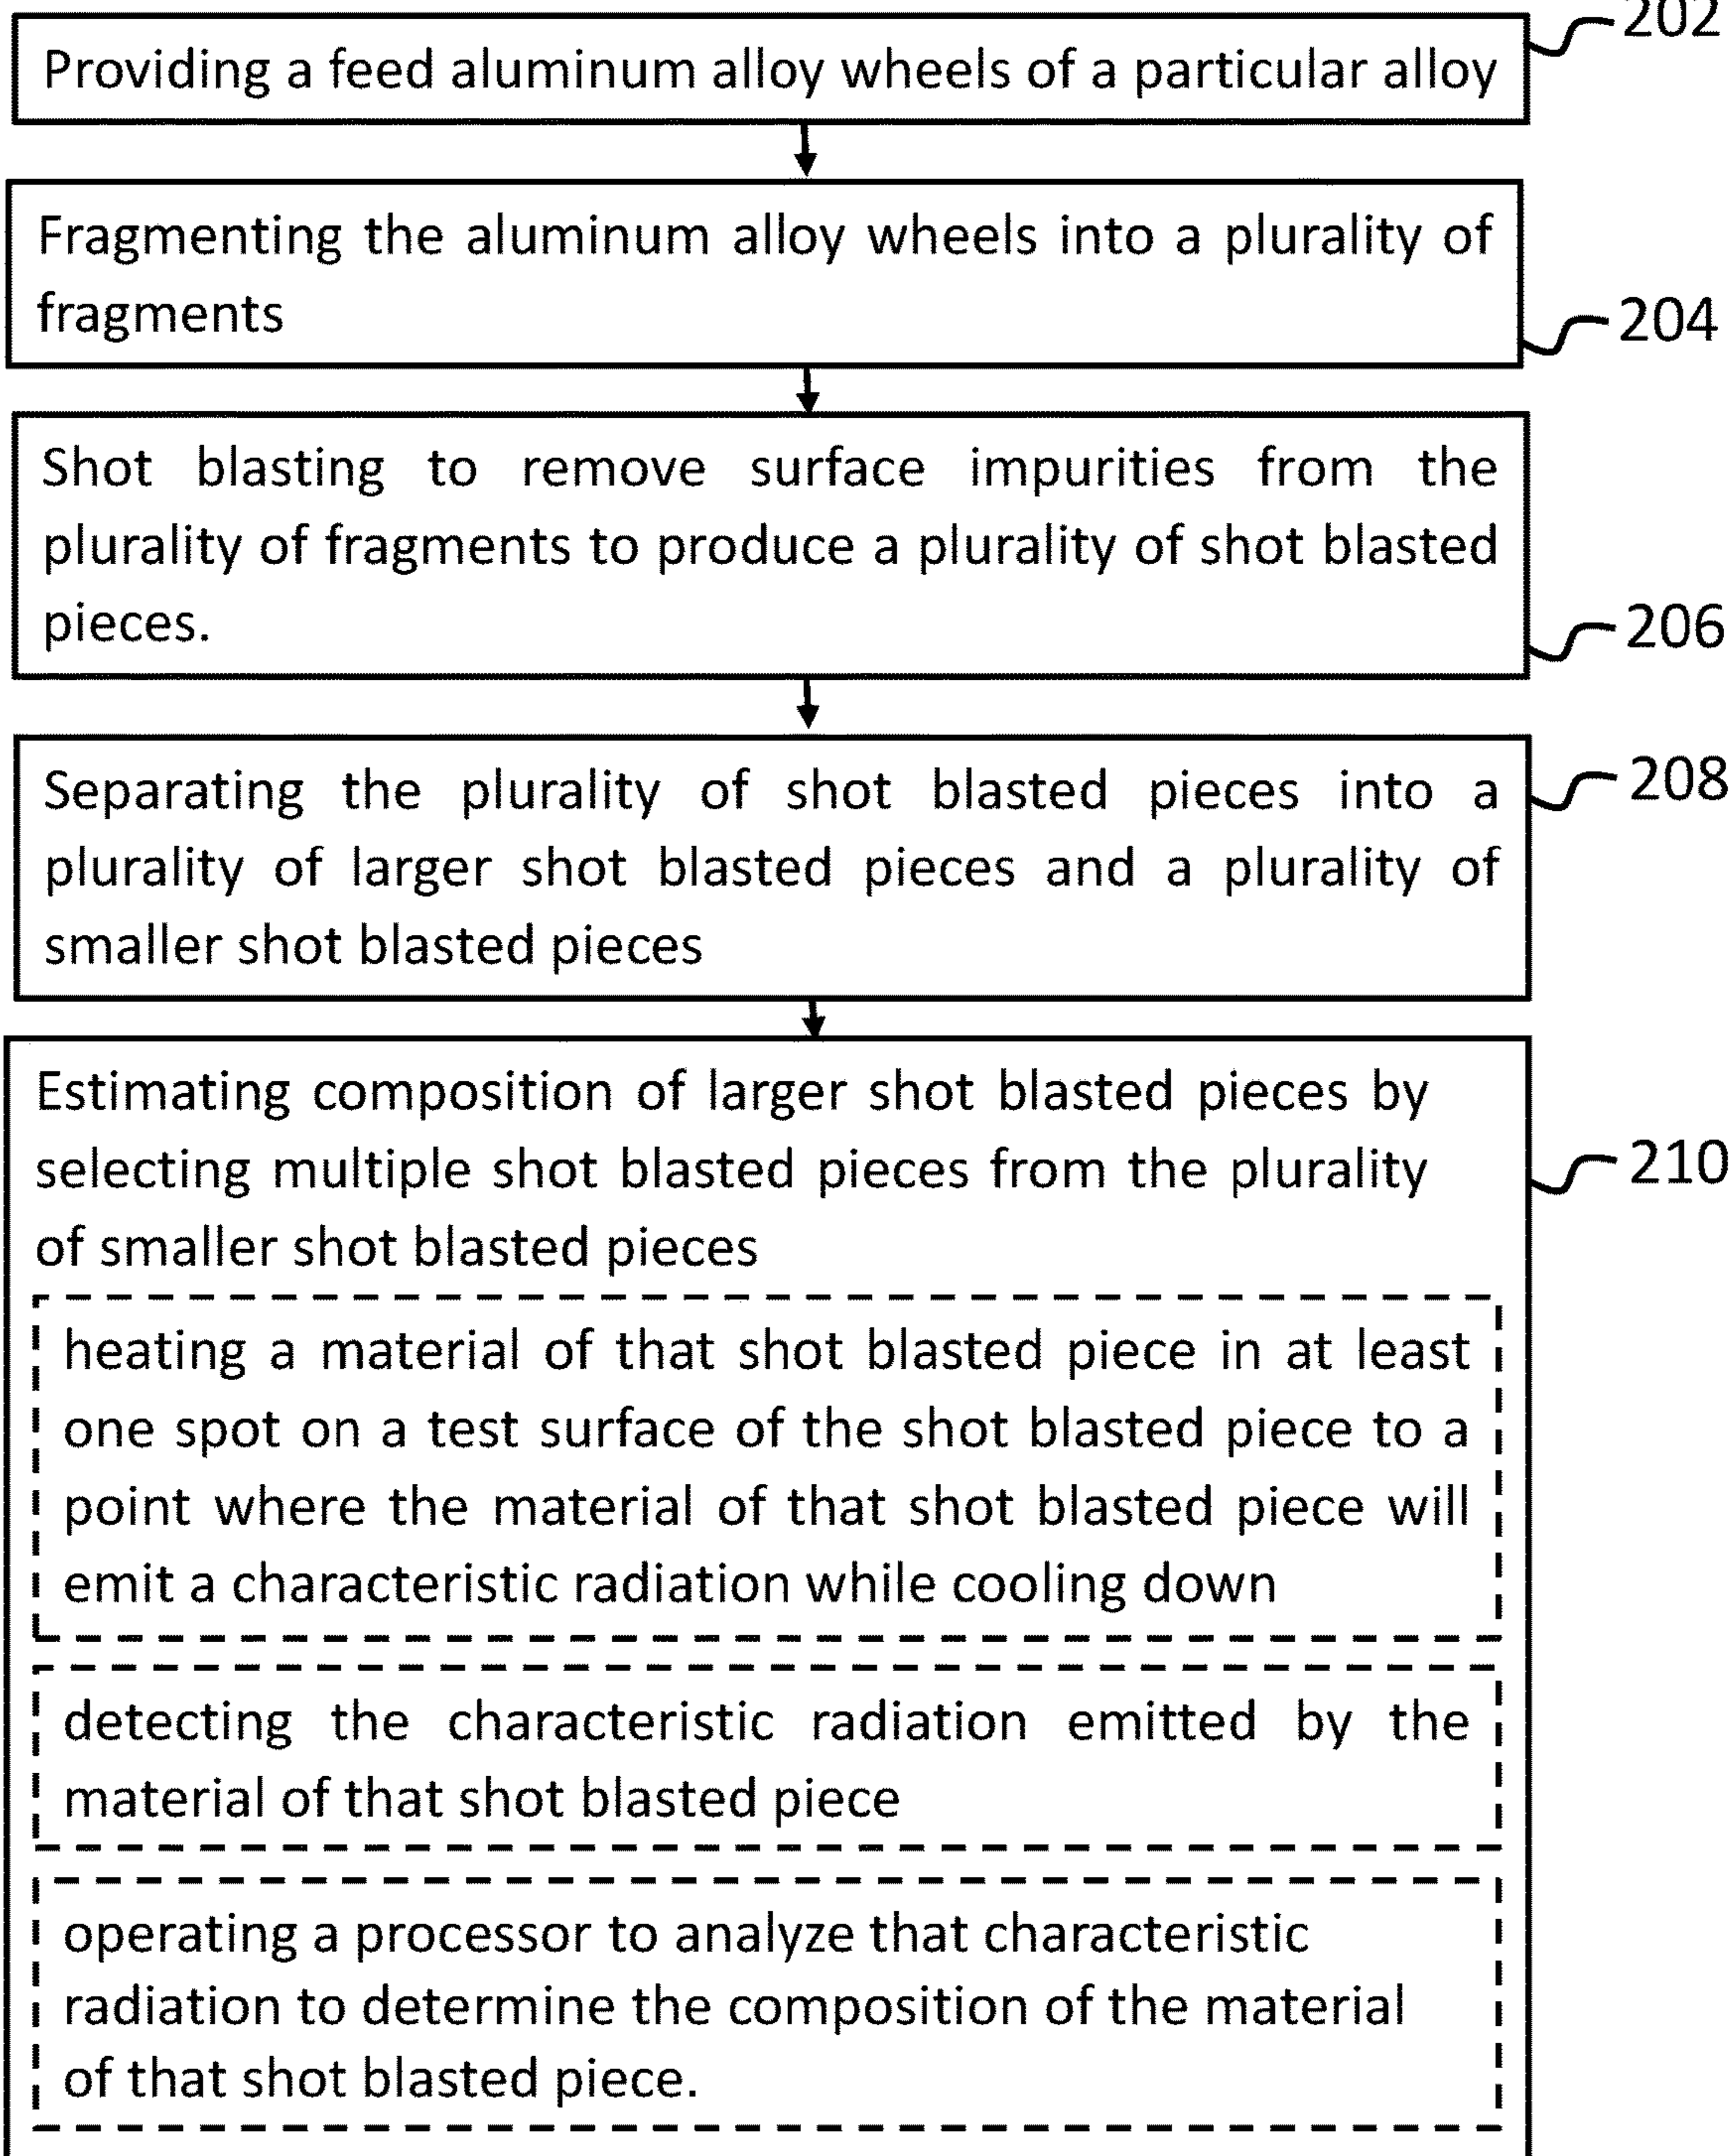 202
Providing a feed aluminum alloy wheels of a particular alloy
Fragmenting the aluminum alloy wheels into a plurality of
fragments
204
Shot blasting to remove surface impurities from the
plurality of fragments to produce a plurality of shot blasted
pieces.
206
Separating the plurality of shot blasted pieces into a
208
plurality of larger shot blasted pieces and a plurality of
smaller shot blasted pieces
Estimating composition of larger shot blasted pieces by
selecting multiple shot blasted pieces from the plurality
210
of smaller shot blasted pieces
heating a material of that shot blasted piece in at least
one spot on a test surface of the shot blasted piece to a
point where the material of that shot blasted piece will
emit a characteristic radiation while cooling down
detecting the characteristic radiation emitted by the
material of that shot blasted piece
operating a processor to analyze that characteristic
radiation to determine the composition of the material
of that shot blasted piece.